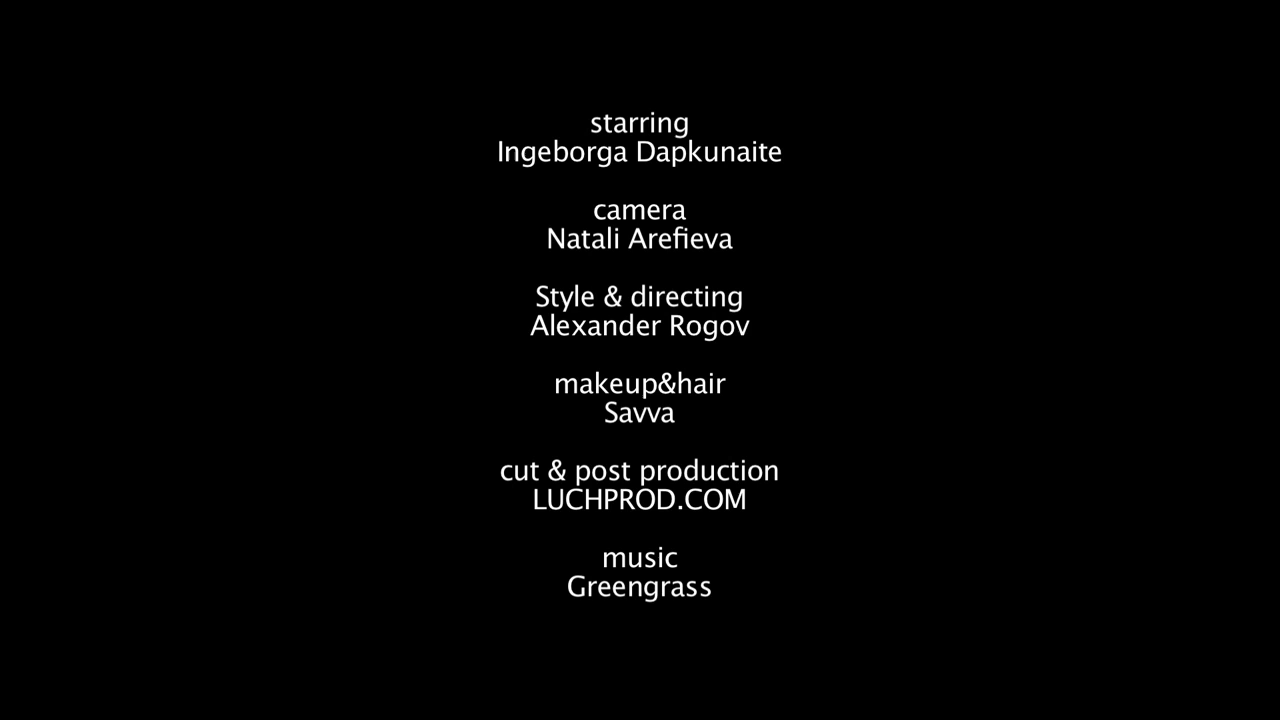 starring
Ingeborga Dapkunaite
camera
Natali Arefieva
Style & directing
Alexander Rogov
makeup&hair
Savva
cut & post production
LUCHPROD.COM
music
Greengrass